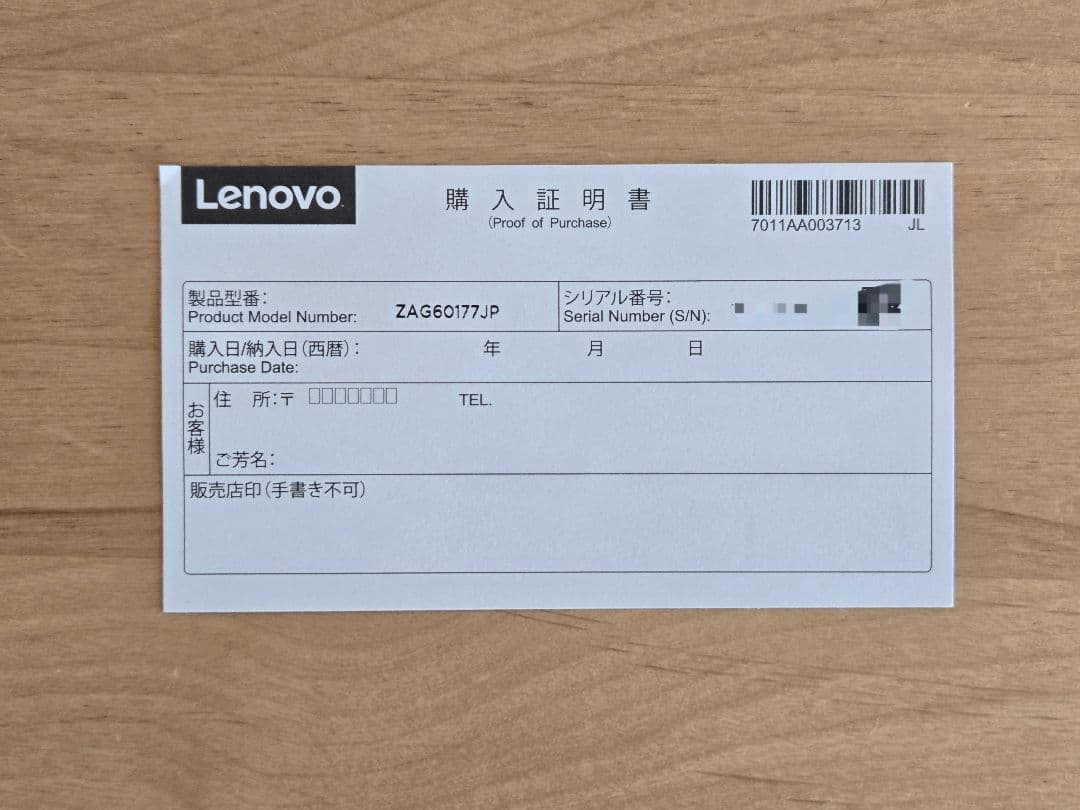 Lenovo.
購入証明書
(Proof of Purchase)
7011AA003713 JL
製品型番:
Product Model Number: ZAG60177JP
シリアル番号:
Serial Number (S/N):
購入日/納入日(西暦): 年 月 日
Purchase Date:
お客様
住 所:〒 □□□□□□□ TEL.
ご芳名:
販売店印(手書き不可)